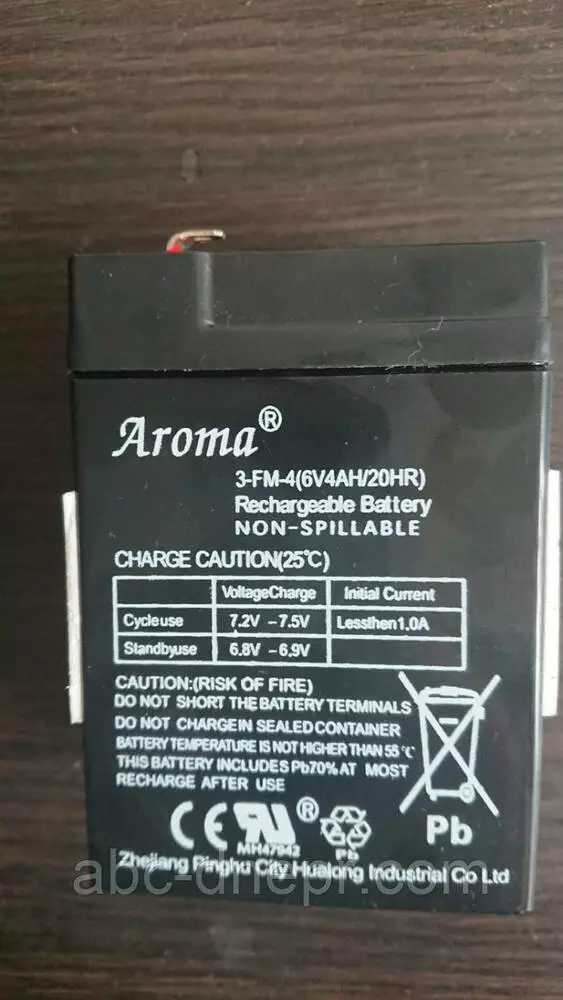 Aroma®
3-FM-4(6V4AH/20HR)
Rechargeable Battery
NON-SPILLABLE
CHARGE CAUTION(25℃)
VoltageCharge Initial Current
Cycleuse 7.2V -7.5V Lessthen1.0A
Standbyuse 6.8V -6.9V
CAUTION:(RISK OF FIRE)
DO NOT SHORT THE BATTERY TERMINALS
DO NOT CHARGE IN SEALED CONTAINER
BATTERY TEMPERATURE IS NOT HIGHER THAN 55℃
THIS BATTERY INCLUDES Pb70% AT MOST
RECHARGE AFTER USE
CE RU® Pb
MH47942 Pb
Zhejiang Pinghu City Hualong Industrial Co Ltd
abc-dnepr.com